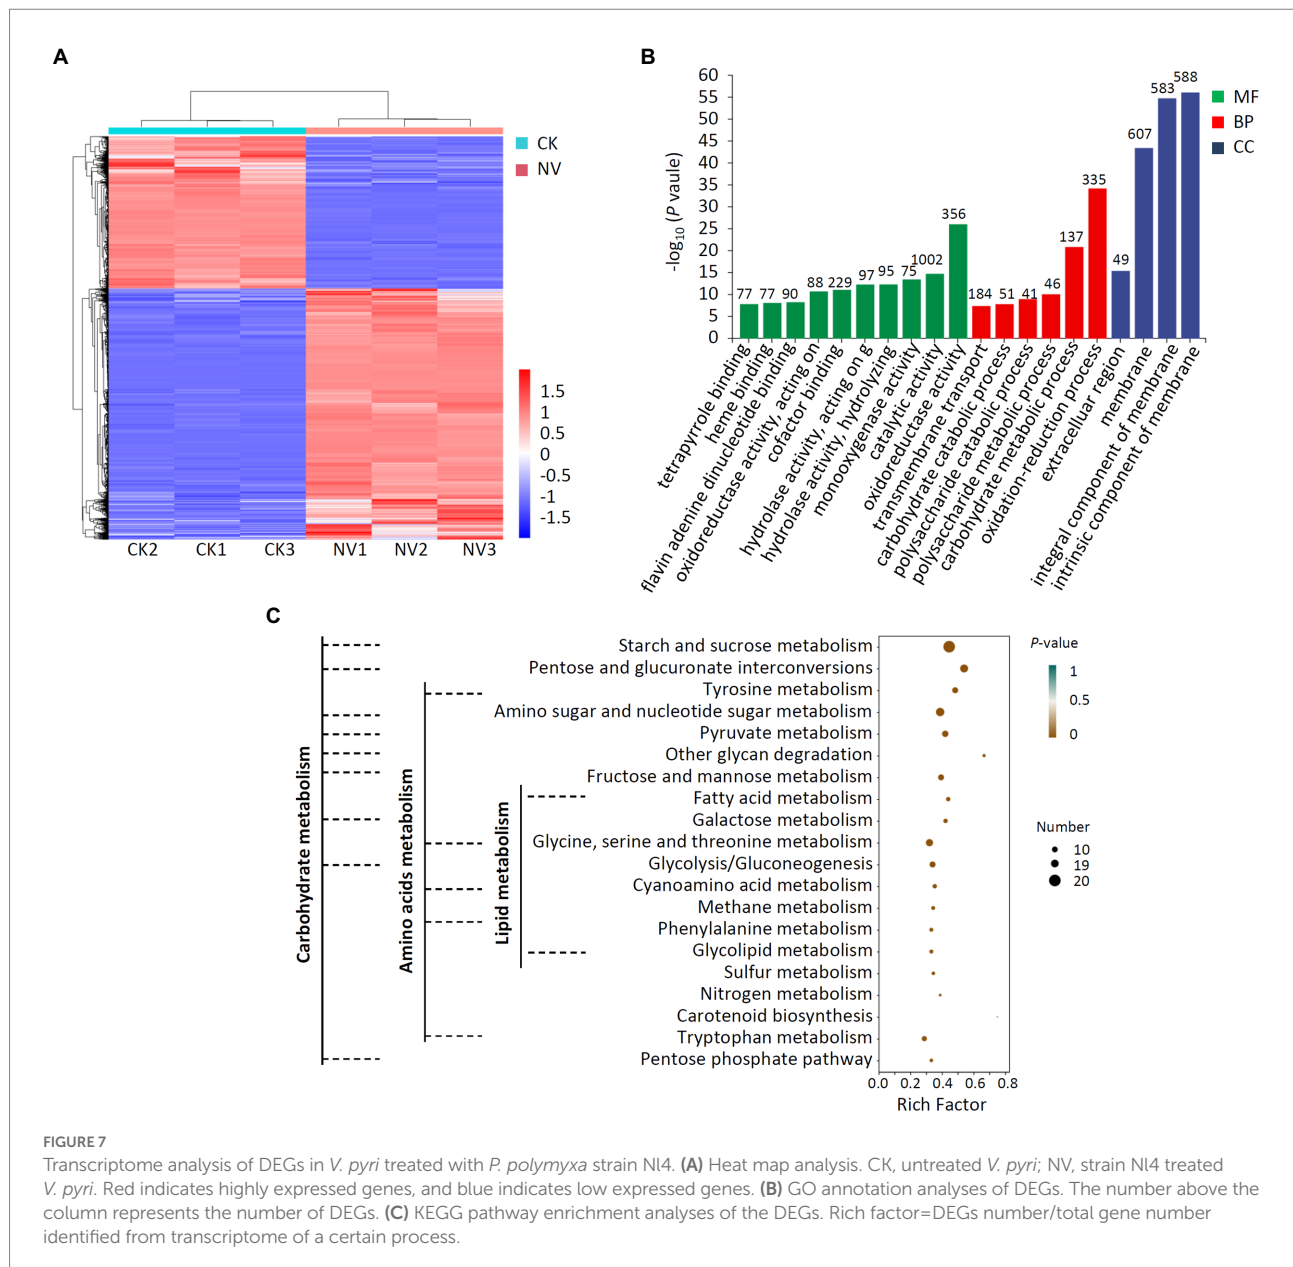 A
CK
NV
1.5
1
0.5
0
-0.5
-1
-1.5
CK2 CK1 CK3 NV1 NV2 NV3
B
-log10 (P vaule)
60
55
50
45
40
35
30
25
20
15
10
5
0
77 77 90 88 229 97 95 75 1002 356 184 51 41 46 137 335 49 607 583 588
MF
BP
CC
tetrapyrrole binding
heme binding
flavin adenine dinucleotide binding
oxidoreductase activity, acting on
cofactor binding
hydrolase activity, acting on g
hydrolase activity, hydrolyzing
monooxygenase activity
catalytic activity
oxidoreductase activity
transmembrane transport
carbohydrate catabolic process
polysaccharide catabolic process
polysaccharide metabolic process
carbohydrate metabolic process
oxidation-reduction process
extracelluar region
membrane
integral component of membrane
intrinsic component of membrane
C
Carbohydrate metabolism
Amino acids metabolism
Lipid metabolism
Starch and sucrose metabolism
Pentose and glucuronate interconversions
Tyrosine metabolism
Amino sugar and nucleotide sugar metabolism
Pyruvate metabolism
Other glycan degradation
Fructose and mannose metabolism
Fatty acid metabolism
Galactose metabolism
Glycine, serine and threonine metabolism
Glycolysis/Gluconeogenesis
Cyanoamino acid metabolism
Methane metabolism
Phenylalanine metabolism
Glycolipid metabolism
Sulfur metabolism
Nitrogen metabolism
Carotenoid biosynthesis
Tryptophan metabolism
Pentose phosphate pathway
0.0 0.2 0.4 0.6 0.8
Rich Factor
P-value
1
0.5
0
Number
10
19
20
FIGURE 7
Transcriptome analysis of DEGs in V. pyri treated with P. polymyxa strain Nl4. (A) Heat map analysis. CK, untreated V. pyri; NV, strain Nl4 treated
V. pyri. Red indicates highly expressed genes, and blue indicates low expressed genes. (B) GO annotation analyses of DEGs. The number above the
column represents the number of DEGs. (C) KEGG pathway enrichment analyses of the DEGs. Rich factor=DEGs number/total gene number
identified from transcriptome of a certain process.